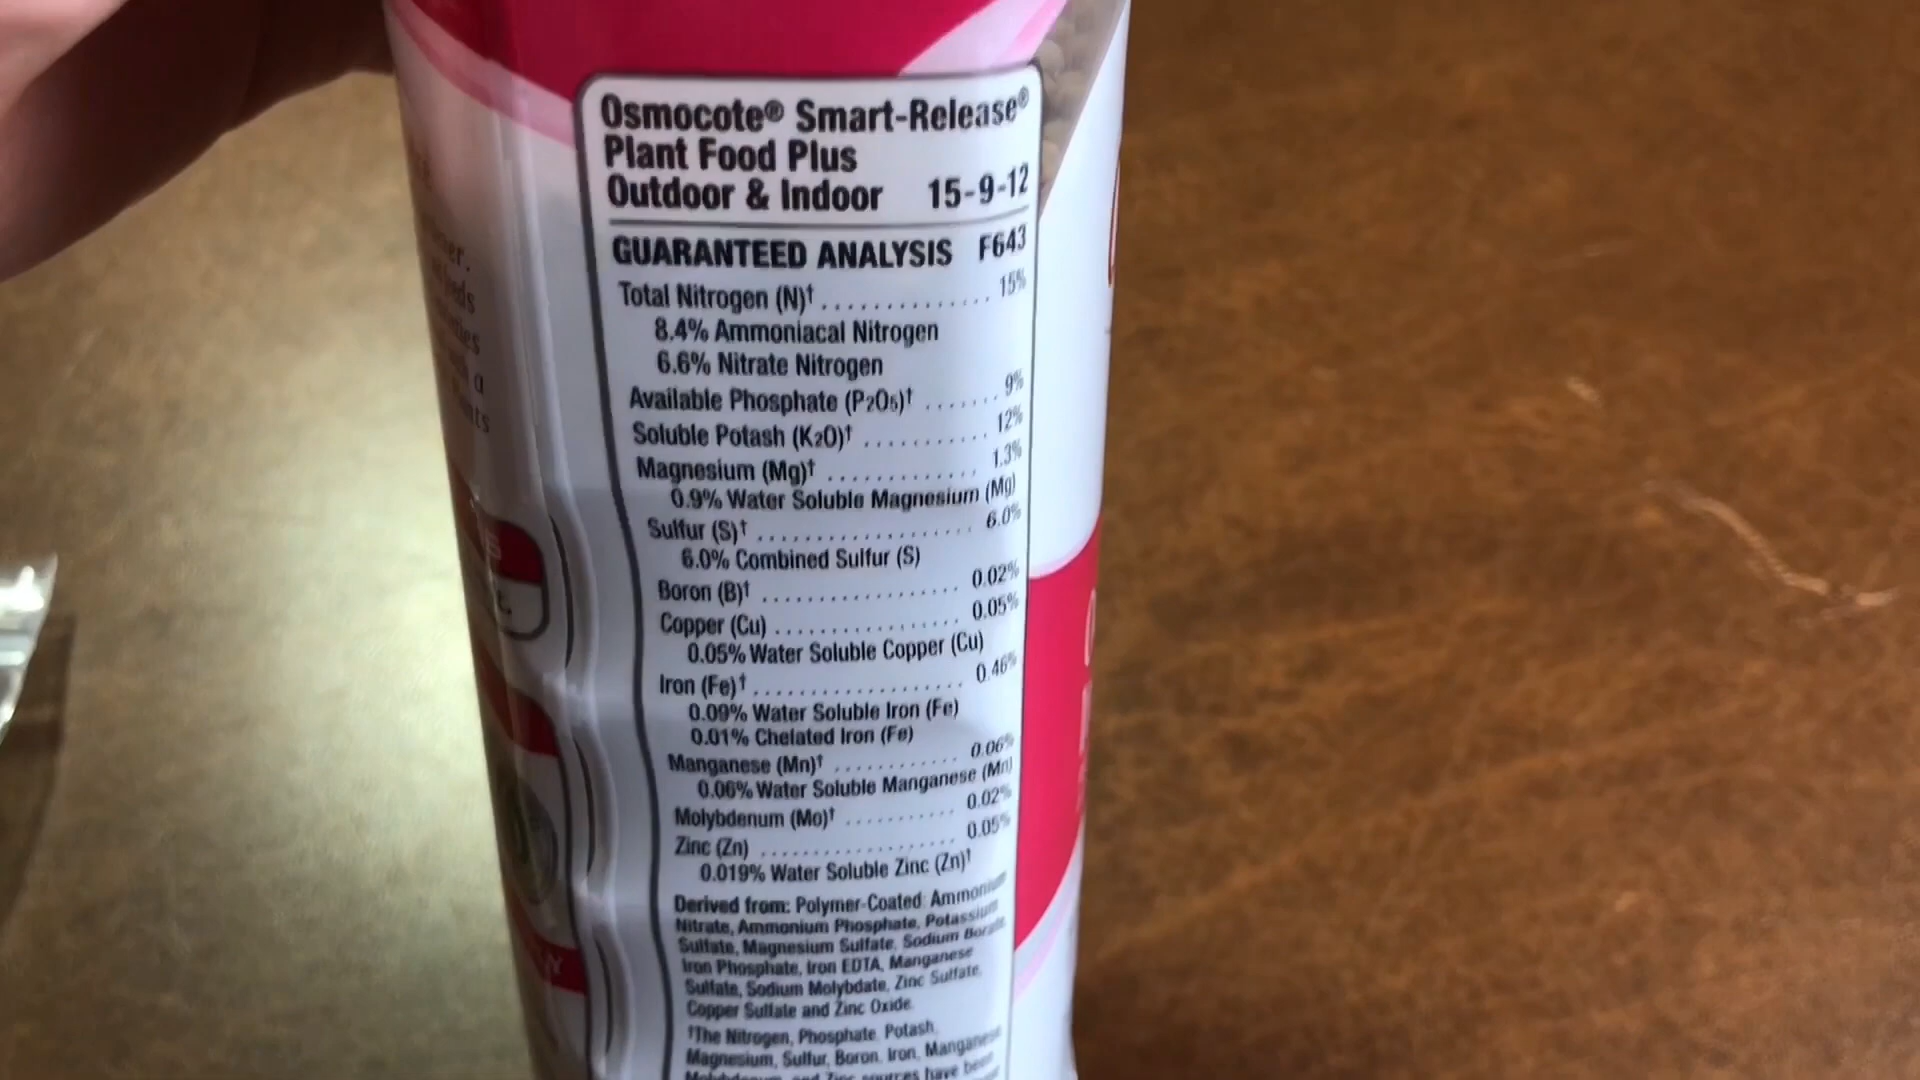 Osmocote® Smart-Release®
Plant Food Plus
Outdoor & Indoor 15-9-12
GUARANTEED ANALYSIS F643
Total Nitrogen (N)† .............. 15%
8.4% Ammoniacal Nitrogen
6.6% Nitrate Nitrogen
Available Phosphate (P2O5)† ....... 9%
Soluble Potash (K2O)† ........... 12%
Magnesium (Mg)† ............ 1.3%
0.9% Water Soluble Magnesium (Mg)
Sulfur (S)† ................... 6.0%
6.0% Combined Sulfur (S)
Boron (B)† ................. 0.02%
Copper (Cu) ................ 0.05%
0.05% Water Soluble Copper (Cu)
Iron (Fe)† .................. 0.46%
0.09% Water Soluble Iron (Fe)
0.01% Chelated Iron (Fe)
Manganese (Mn)† ........... 0.06%
0.06% Water Soluble Manganese (Mn)
Molybdenum (Mo)† .......... 0.02%
Zinc (Zn) .................. 0.05%
0.019% Water Soluble Zinc (Zn)†
Derived from: Polymer-Coated: Ammonium
Nitrate, Ammonium Phosphate, Potassium
Sulfate, Magnesium Sulfate, Sodium Borate,
Iron Phosphate, Iron EDTA, Manganese
Sulfate, Sodium Molybdate, Zinc Sulfate,
Copper Sulfate and Zinc Oxide.
†The Nitrogen, Phosphate, Potash,
Magnesium, Sulfur, Boron, Iron, Manganese
Molybdenum and Zinc sources have been